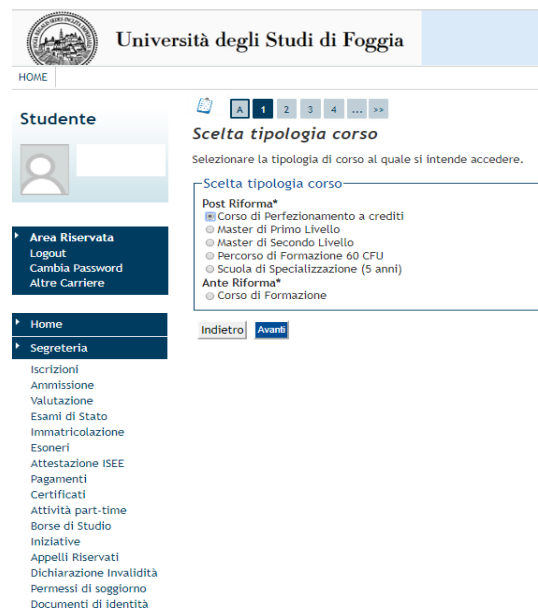 Università degli Studi di Foggia
HOME
Studente
Area Riservata
Logout
Cambia Password
Altre Carriere
Home
Segreteria
Iscrizioni
Ammissione
Valutazione
Esami di Stato
Immatricolazione
Esoneri
Attestazione ISEE
Pagamenti
Certificati
Attività part-time
Borse di Studio
Iniziative
Appelli Riservati
Dichiarazione Invalidità
Permessi di soggiorno
Documenti di identità
A 1 2 3 4 ... >>
Scelta tipologia corso
Selezionare la tipologia di corso al quale si intende accedere.
Scelta tipologia corso
Post Riforma*
Corso di Perfezionamento a crediti
Master di Primo Livello
Master di Secondo Livello
Percorso di Formazione 60 CFU
Scuola di Specializzazione (5 anni)
Ante Riforma*
Corso di Formazione
Indietro Avanti